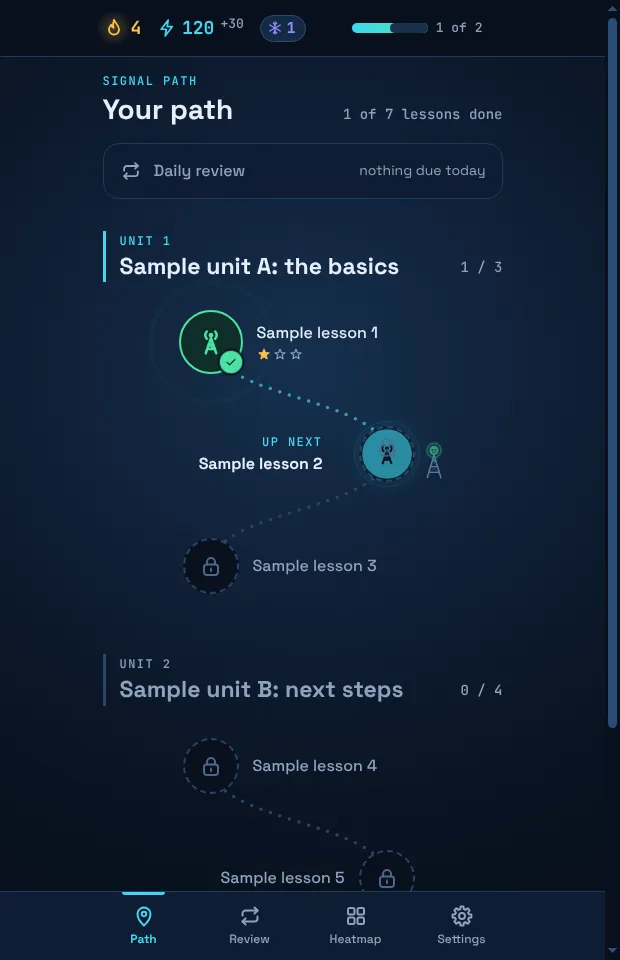 4 120 +30 1 1 of 2
SIGNAL PATH
Your path 1 of 7 lessons done
Daily review nothing due today
UNIT 1
Sample unit A: the basics 1 / 3
Sample lesson 1
UP NEXT
Sample lesson 2
Sample lesson 3
UNIT 2
Sample unit B: next steps 0 / 4
Sample lesson 4
Sample lesson 5
Path Review Heatmap Settings